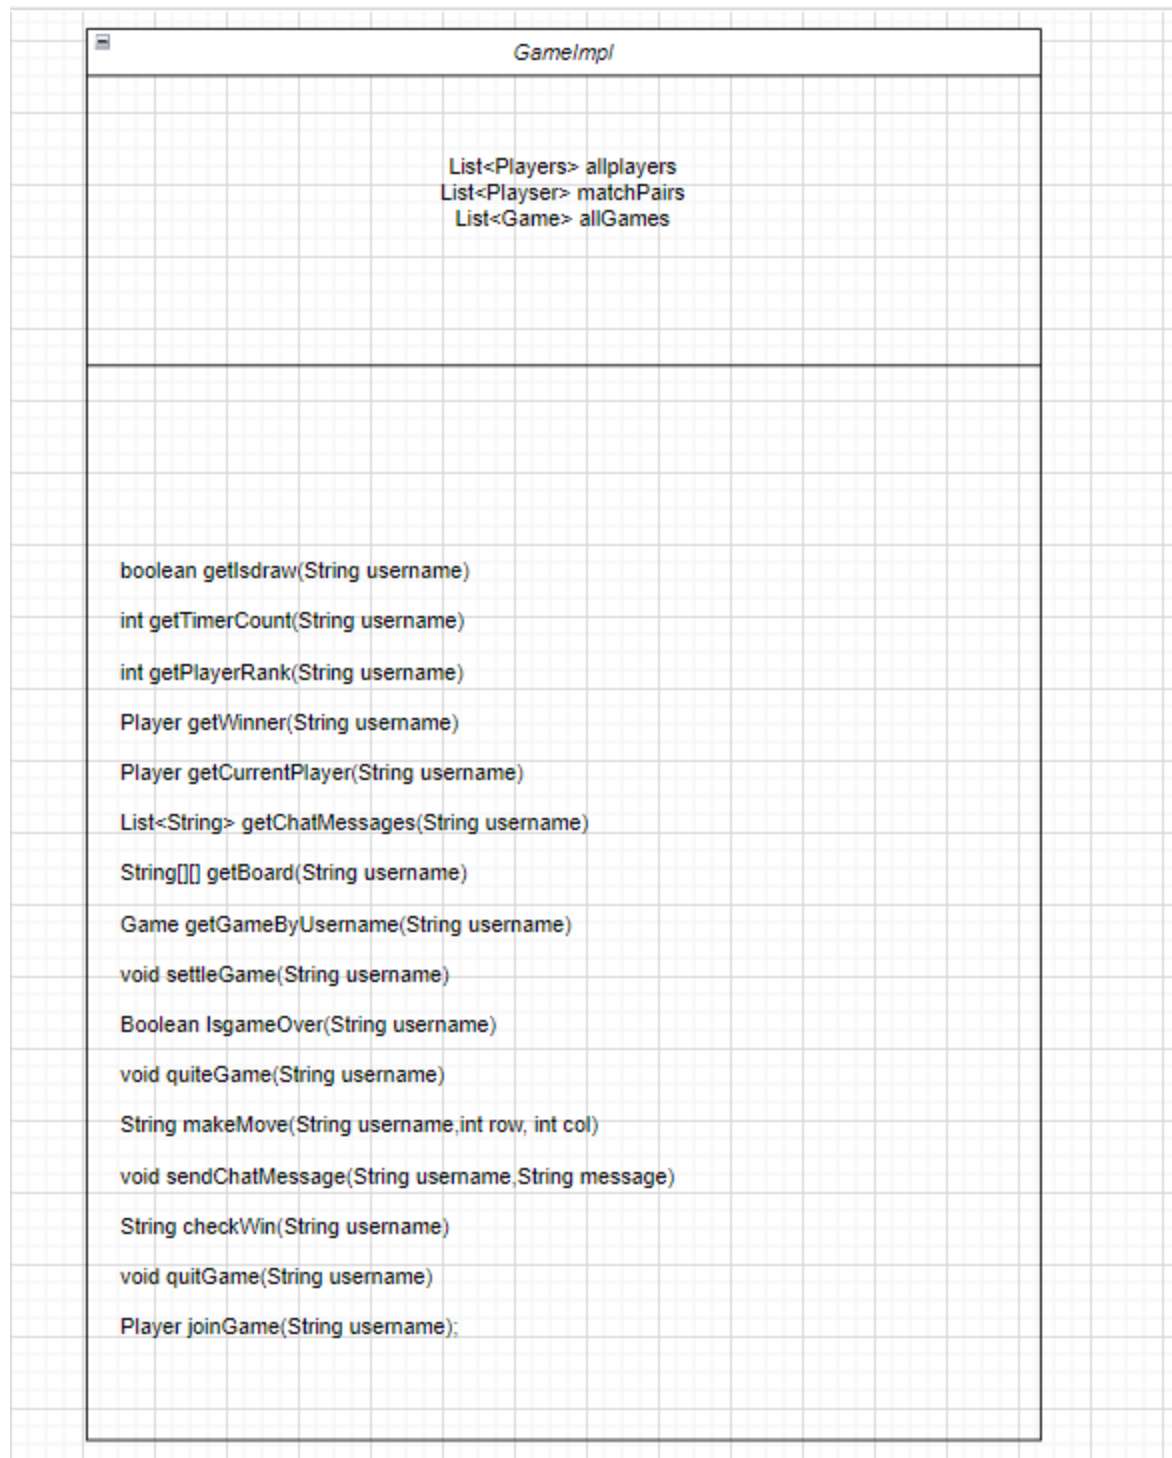 GameImpl
List<Players> allplayers
List<Playser> matchPairs
List<Game> allGames
boolean getIsdraw(String username)
int getTimerCount(String username)
int getPlayerRank(String username)
Player getWinner(String username)
Player getCurrentPlayer(String username)
List<String> getChatMessages(String username)
String[][] getBoard(String username)
Game getGameByUsername(String username)
void settleGame(String username)
Boolean IsgameOver(String username)
void quiteGame(String username)
String makeMove(String username,int row, int col)
void sendChatMessage(String username,String message)
String checkWin(String username)
void quitGame(String username)
Player joinGame(String username);